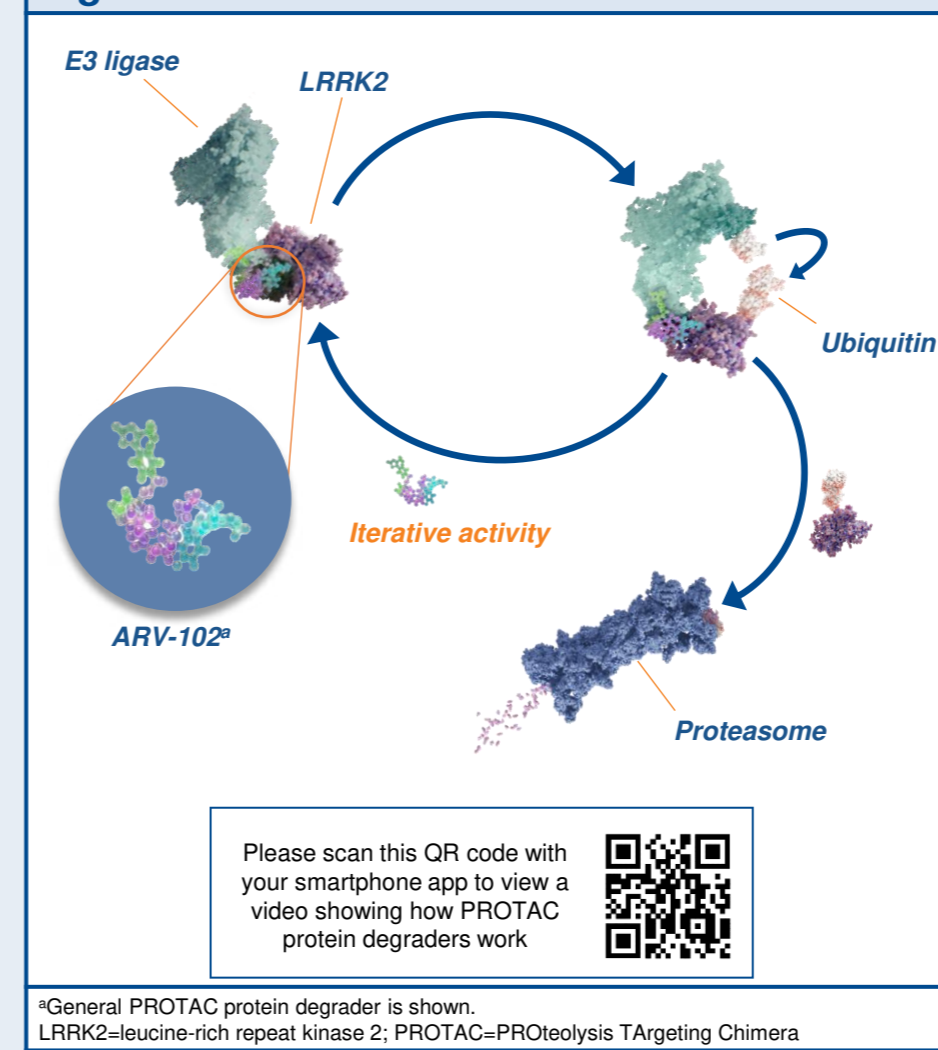 E3 ligase
LRRK2
Ubiquitin
Iterative activity
ARV-102ᵃ
Proteasome
Please scan this QR code with
your smartphone app to view a
video showing how PROTAC
protein degraders work
ᵃGeneral PROTAC protein degrader is shown.
LRRK2=leucine-rich repeat kinase 2; PROTAC=PROteolysis TArgeting Chimera